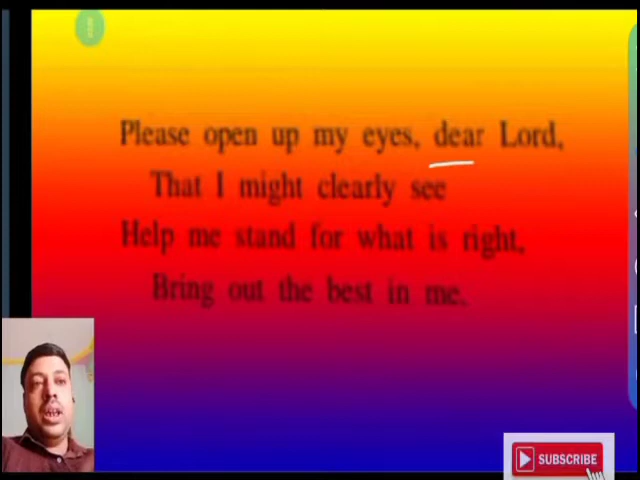 Please open up my eyes, dear Lord,
That I might clearly see
Help me stand for what is right,
Bring out the best in me.
SUBSCRIBE